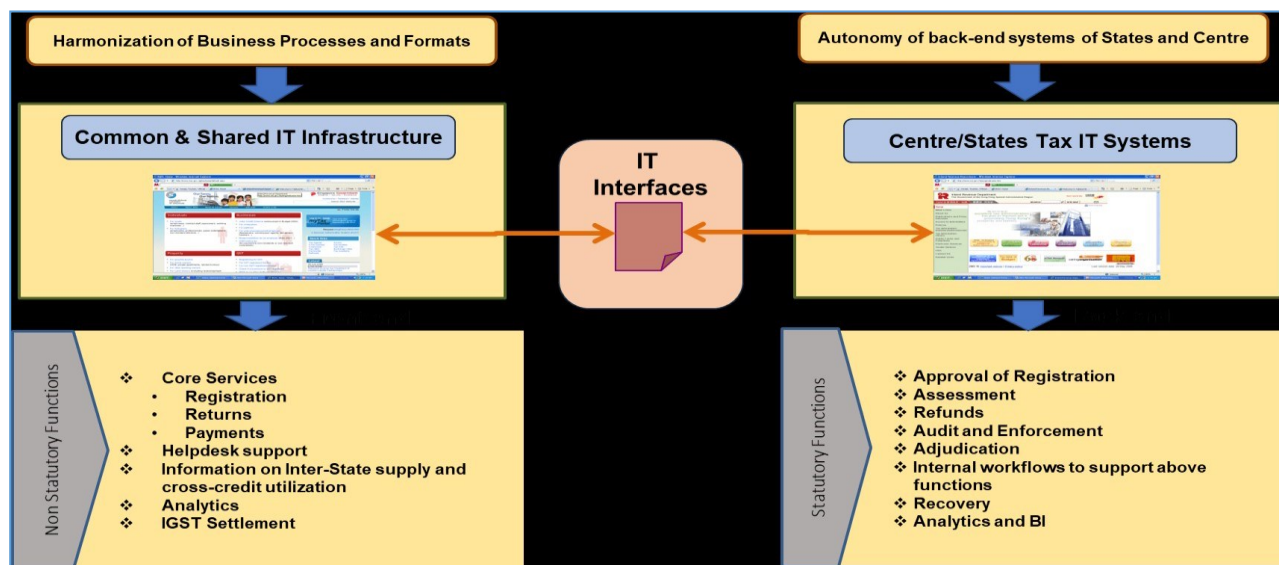 Harmonization of Business Processes and Formats
Autonomy of back-end systems of States and Centre
Common & Shared IT Infrastructure
IT
Interfaces
Centre/States Tax IT Systems
Non Statutory Functions
❖ Core Services
• Registration
• Returns
• Payments
❖ Helpdesk support
❖ Information on Inter-State supply and
cross-credit utilization
❖ Analytics
❖ IGST Settlement
Statutory Functions
❖ Approval of Registration
❖ Assessment
❖ Refunds
❖ Audit and Enforcement
❖ Adjudication
❖ Internal workflows to support above
functions
❖ Recovery
❖ Analytics and BI